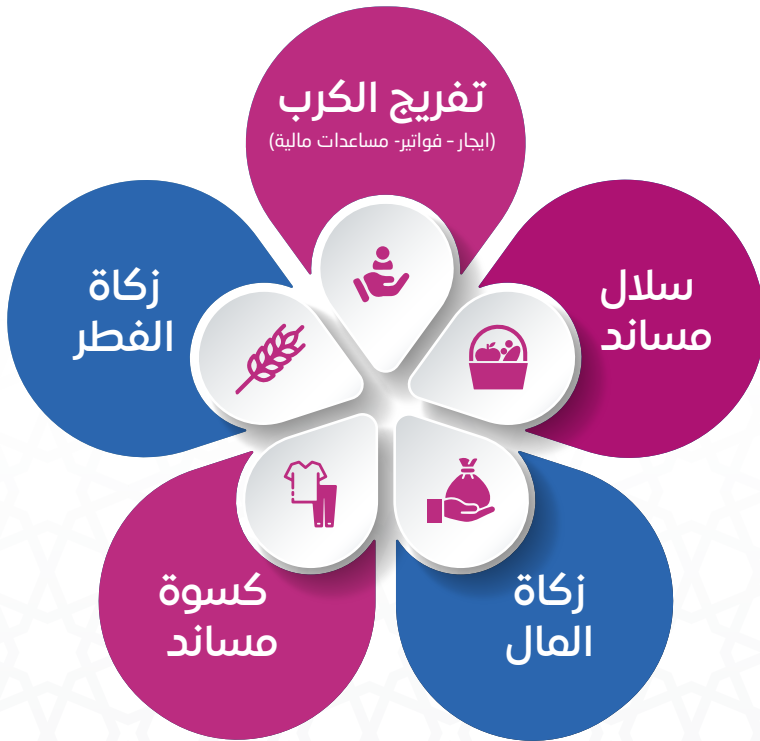 تفريج الكرب
(ايجار - فواتير- مساعدات مالية)
سلال
مساند
زكاة
المال
كسوة
مساند
زكاة
الفطر